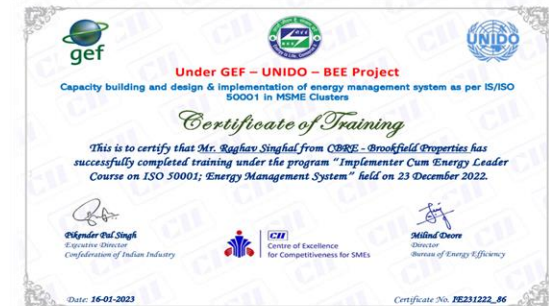 gef
UNIDO
Under GEF – UNIDO – BEE Project
Capacity building and design & implementation of energy management system as per IS/ISO
50001 in MSME Clusters
Certificate of Training
This is to certify that Mr. Raghav Singhal from CBRE - Brookfield Properties has
successfully completed training under the program “Implementer Cum Energy Leader
Course on ISO 50001; Energy Management System” held on 23 December 2022.
Pikender Pal Singh
Executive Director
Confederation of Indian Industry
CII
Centre of Excellence
for Competitiveness for SMEs
Milind Deore
Director
Bureau of Energy Efficiency
Date: 16-01-2023
Certificate No. IE231222_86